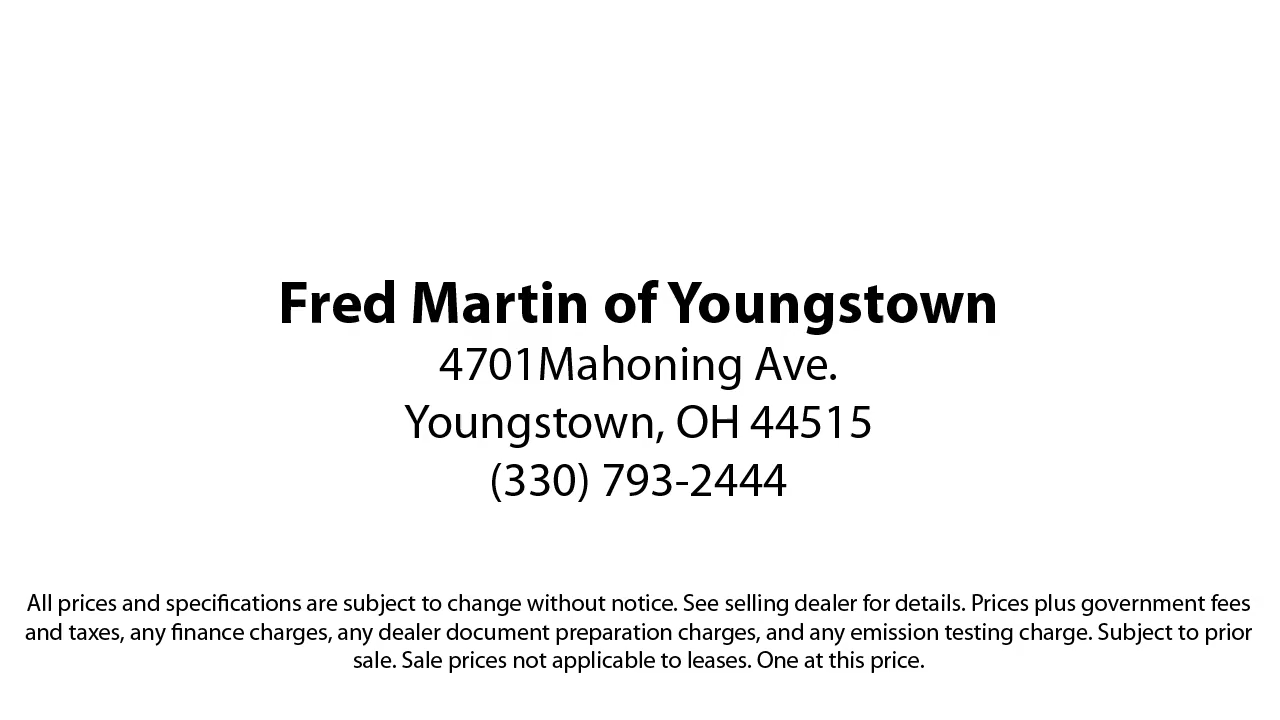 Fred Martin of Youngstown
4701Mahoning Ave.
Youngstown, OH 44515
(330) 793-2444
All prices and specifications are subject to change without notice. See selling dealer for details. Prices plus government fees
and taxes, any finance charges, any dealer document preparation charges, and any emission testing charge. Subject to prior
sale. Sale prices not applicable to leases. One at this price.